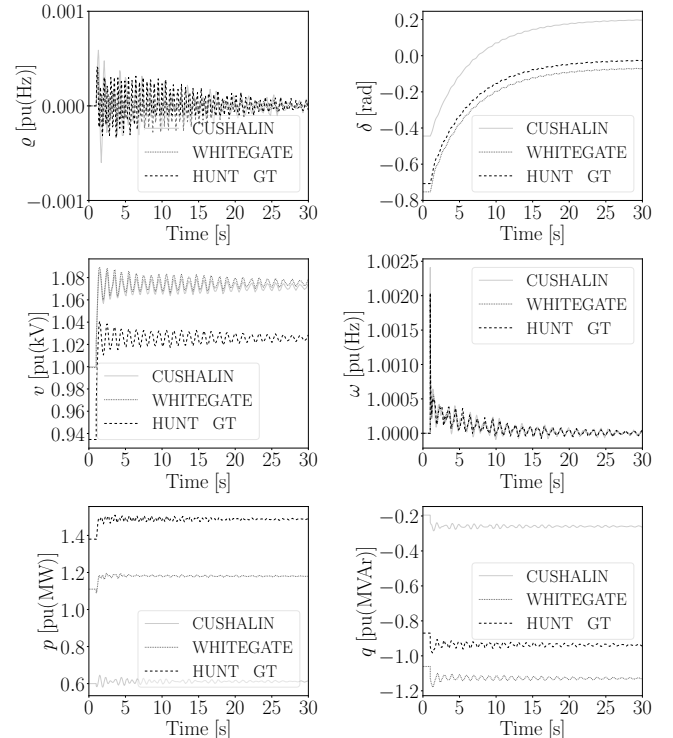 0.001
0.000
−0.001
ϱ [pu(Hz)]
CUSHALIN
WHITEGATE
HUNT GT
0 5 10 15 20 25 30
Time [s]
0.2
0.0
−0.2
−0.4
−0.6
−0.8
δ [rad]
CUSHALIN
WHITEGATE
HUNT GT
0 5 10 15 20 25 30
Time [s]
1.08
1.06
1.04
1.02
1.00
0.98
0.96
0.94
v [pu(kV)]
CUSHALIN
WHITEGATE
HUNT GT
0 5 10 15 20 25 30
Time [s]
1.0025
1.0020
1.0015
1.0010
1.0005
1.0000
ω [pu(Hz)]
CUSHALIN
WHITEGATE
HUNT GT
0 5 10 15 20 25 30
Time [s]
1.4
1.2
1.0
0.8
0.6
p [pu(MW)]
CUSHALIN
WHITEGATE
HUNT GT
0 5 10 15 20 25 30
Time [s]
−0.2
−0.4
−0.6
−0.8
−1.0
−1.2
q [pu(MVAr)]
CUSHALIN
WHITEGATE
HUNT GT
0 5 10 15 20 25 30
Time [s]